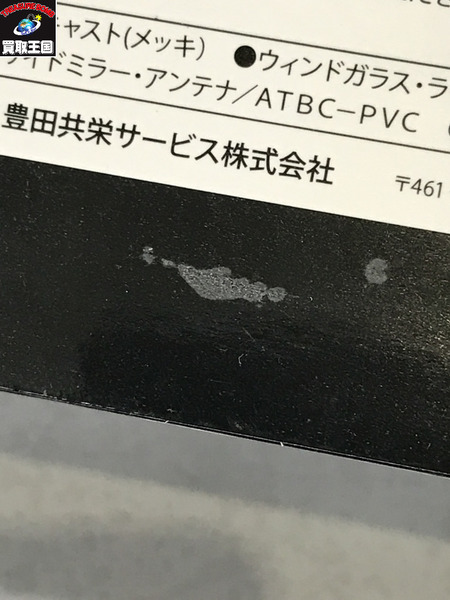 買取王国
キャスト(メッキ) ●ウィンドガラス・ラ
イドミラー・アンテナ/ATBC-PVC
豊田共栄サービス株式会社 〒461